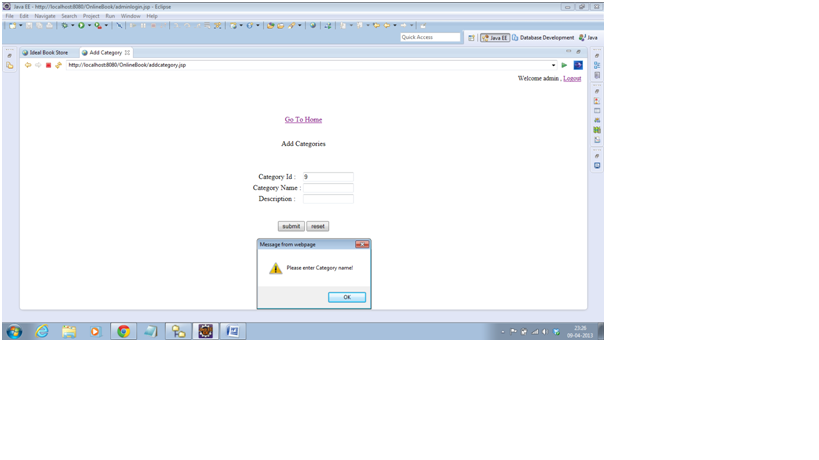 Java EE - http://localhost:8080/OnlineBook/adminlogin.jsp - Eclipse
File Edit Navigate Search Project Run Window Help
Quick Access Java EE Database Development Java
Ideal Book Store Add Category
http://localhost:8080/OnlineBook/addcategory.jsp
Welcome admin , Logout
Go To Home
Add Categories
Category Id : 9
Category Name :
Description :
submit reset
Message from webpage
Please enter Category name!
OK
23:26
08-04-2013